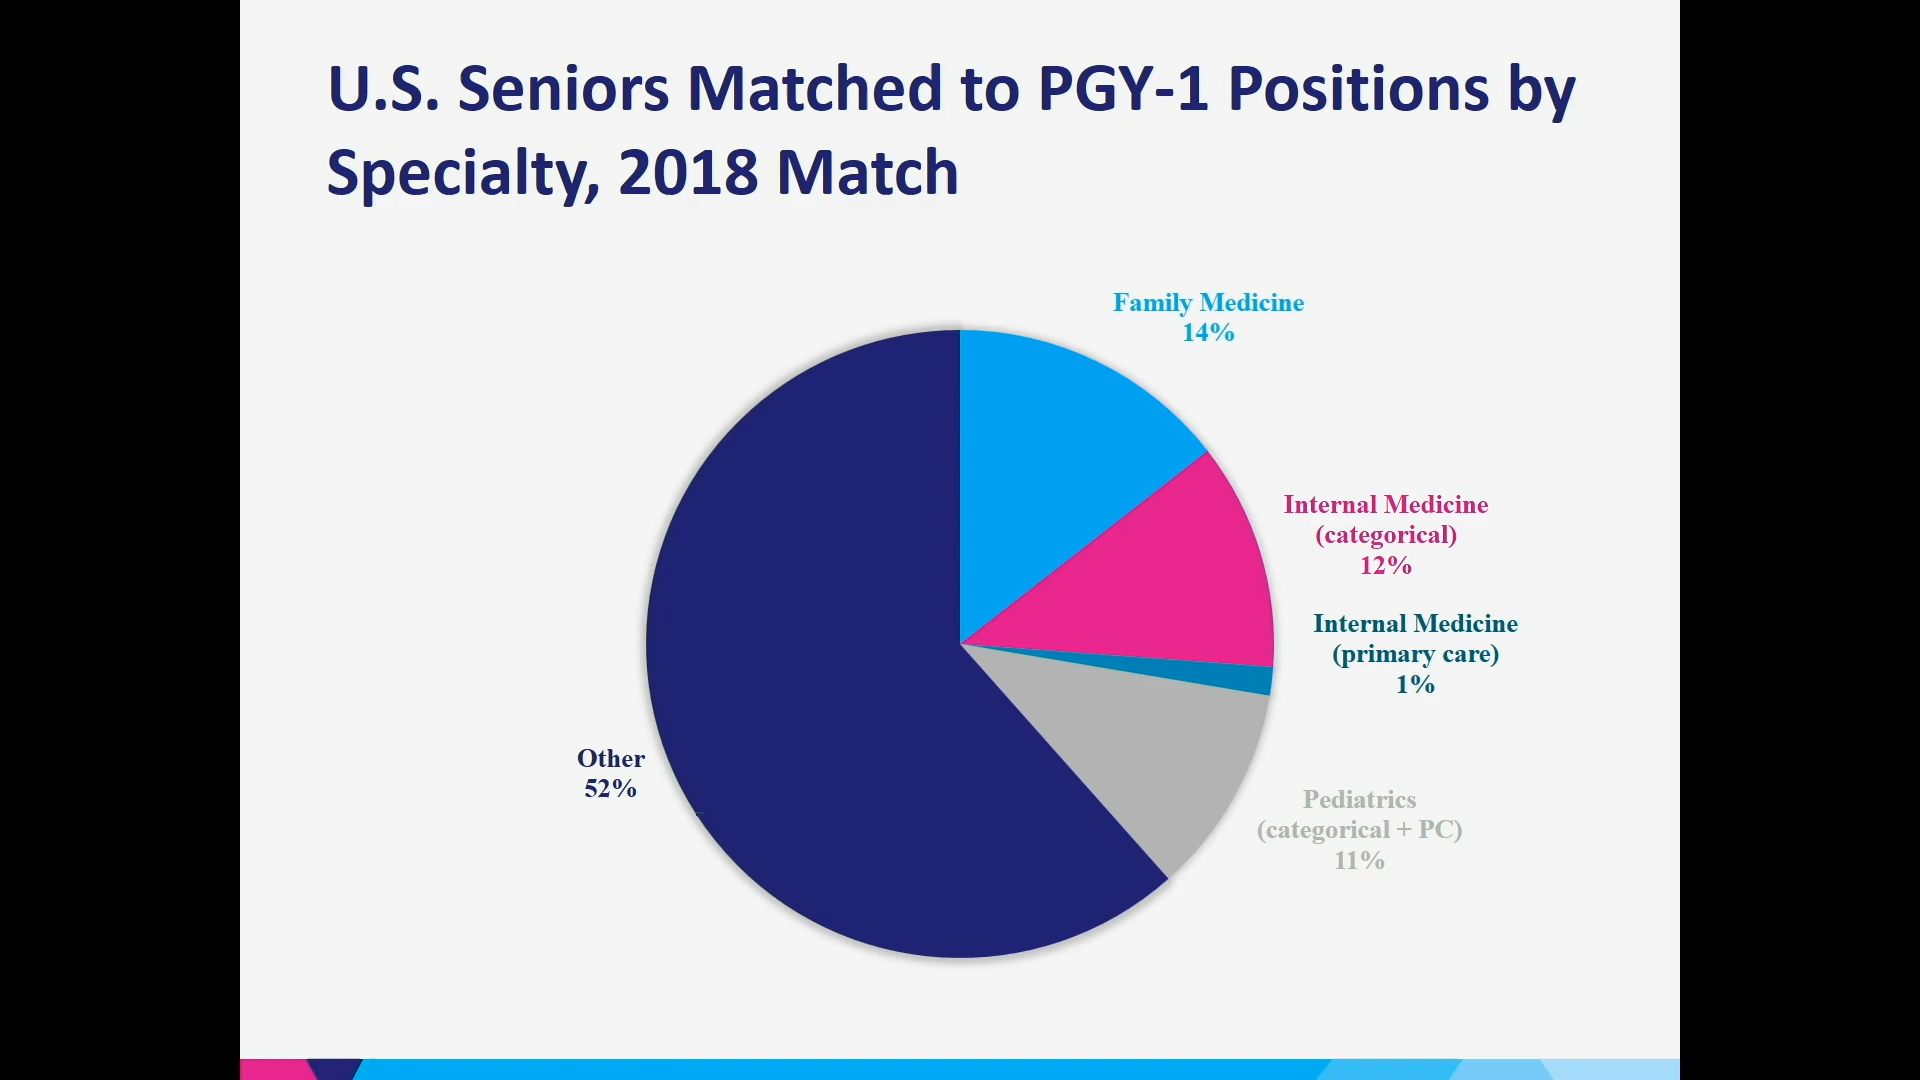 U.S. Seniors Matched to PGY-1 Positions by
Specialty, 2018 Match
Family Medicine
14%
Internal Medicine
(categorical)
12%
Internal Medicine
(primary care)
1%
Other
52%
Pediatrics
(categorical + PC)
11%